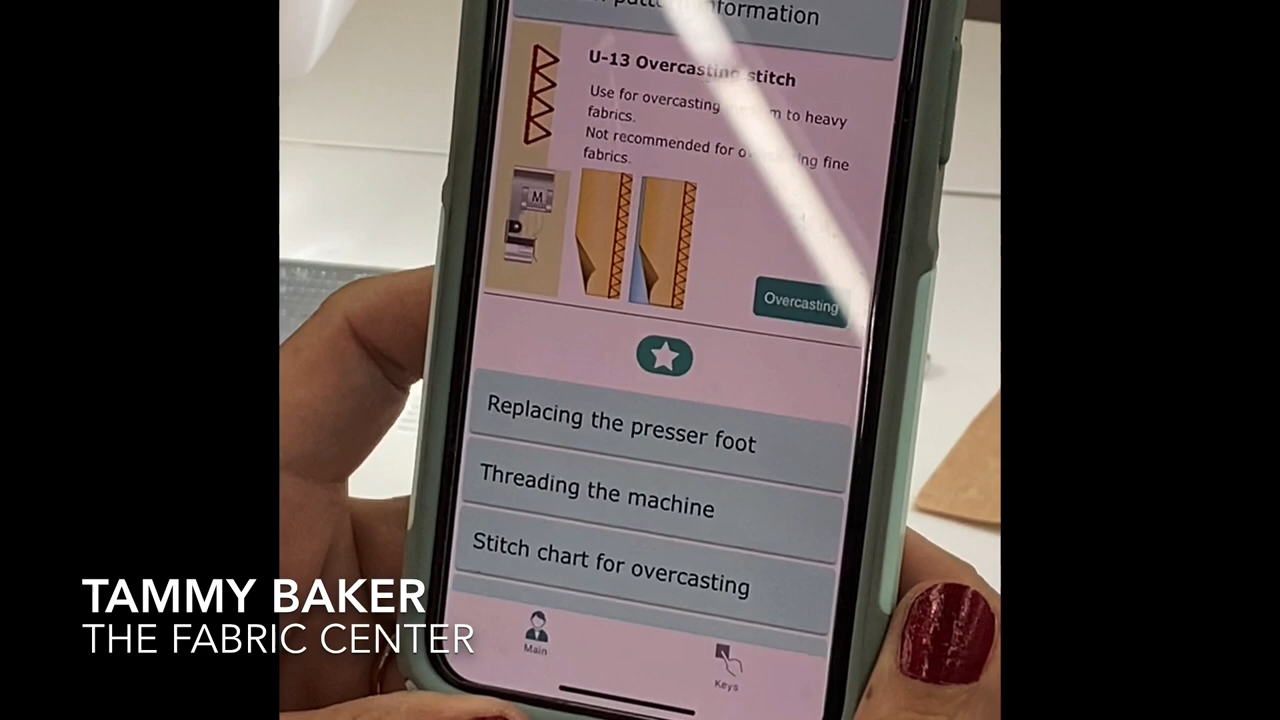 information
U-13 Overcasting stitch
Use for overcasting to heavy
fabrics.
Not recommended for fine
fabrics.
M
Overcasting
Replacing the presser foot
Threading the machine
Stitch chart for overcasting
Main
Keys
TAMMY BAKER
THE FABRIC CENTER